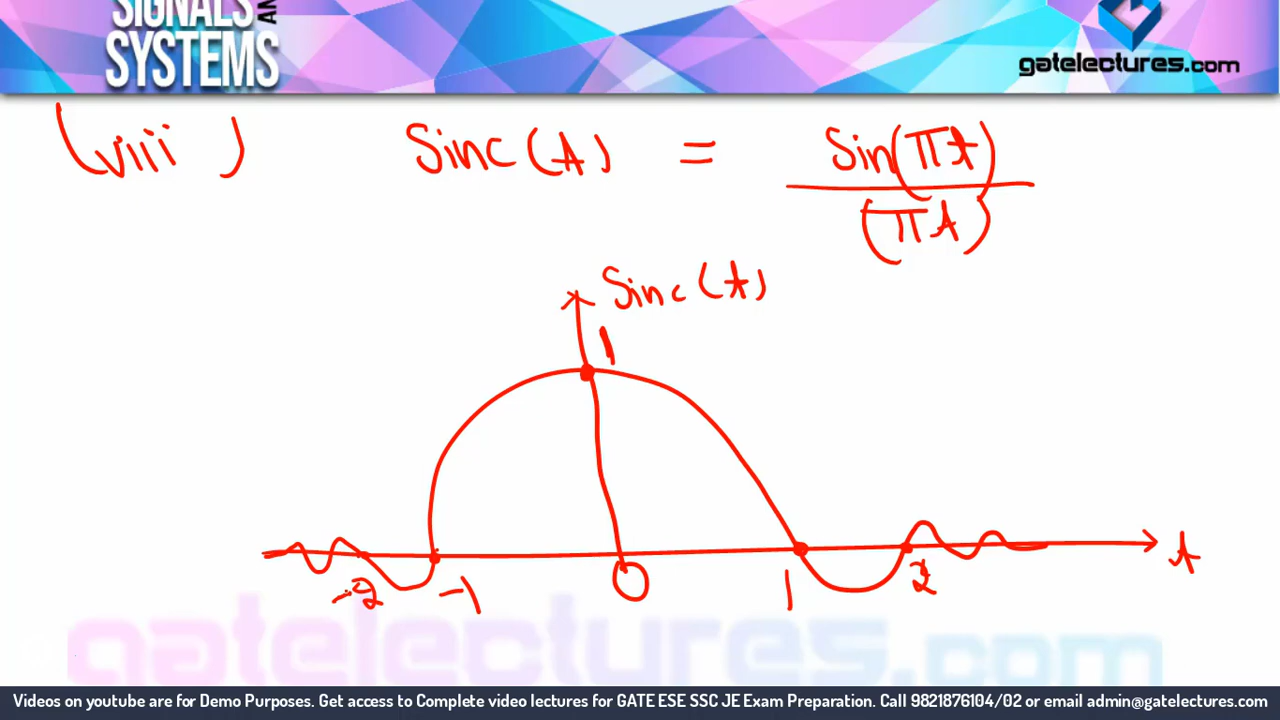 SIGNALS AND
SYSTEMS
gatelectures.com
(viii) Sinc(t) = Sin(πt)
(πt)
Sinc(t)
1
-2 -1 0 1 2 t
gatelectures.com
Videos on youtube are for Demo Purposes. Get access to Complete video lectures for GATE ESE SSC JE Exam Preparation. Call 9821876104/02 or email admin@gatelectures.com